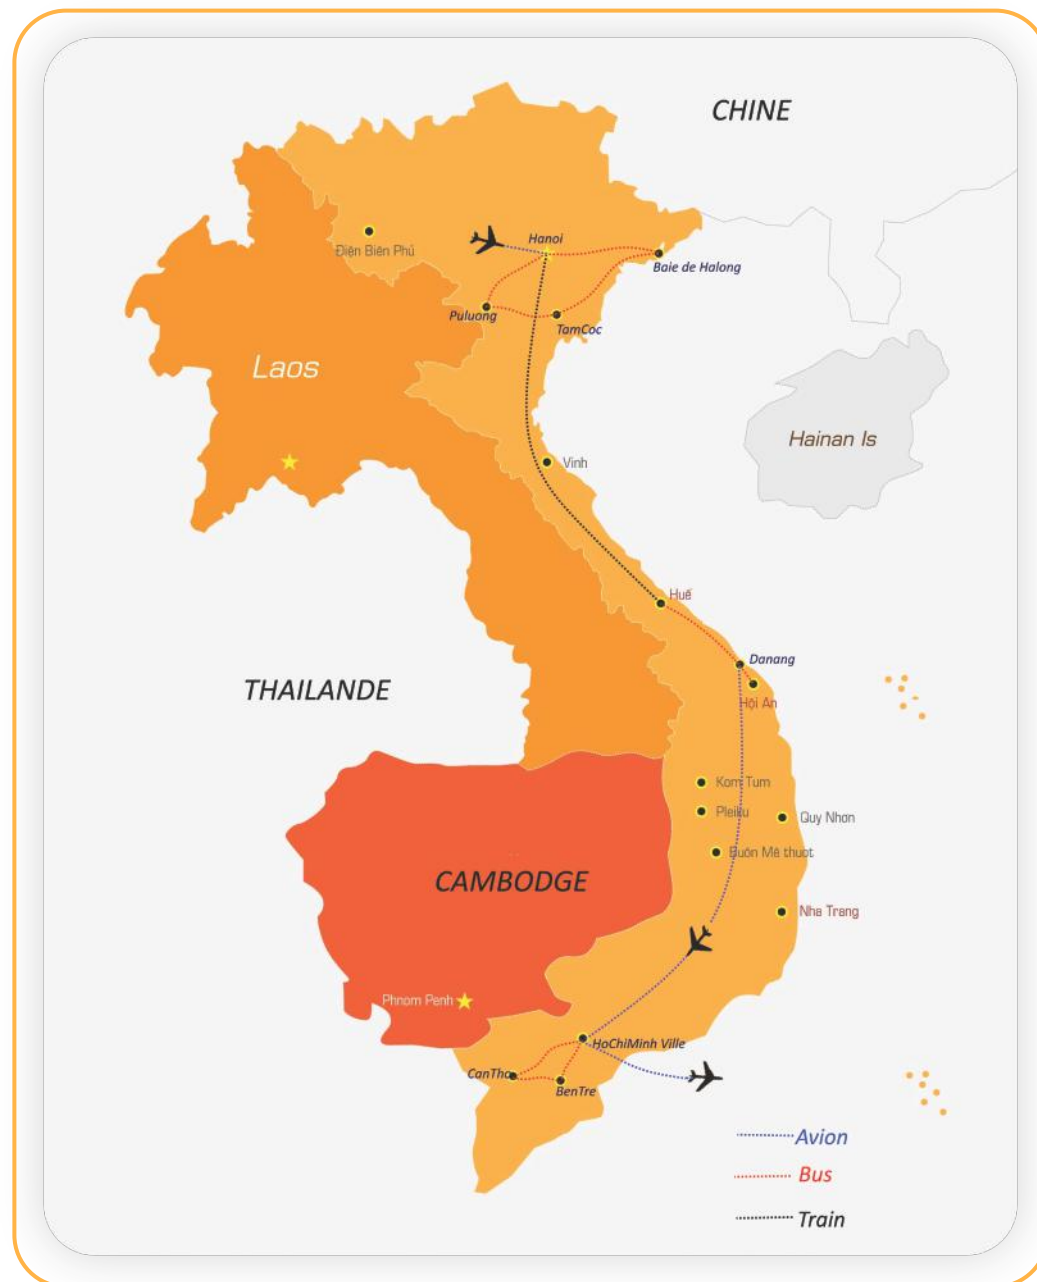 CHINE
Hanoi
Điện Biên Phủ
Baie de Halong
Puluong
TamCoc
Laos
Hainan Is
Vinh
Huế
Danang
THAILANDE
Hội An
Kom Tum
Pleiku
Quy Nhơn
Buôn Mê thuot
CAMBODGE
Nha Trang
Phnom Penh
HoChiMinh Ville
CanTho
BenTre
Avion
Bus
Train